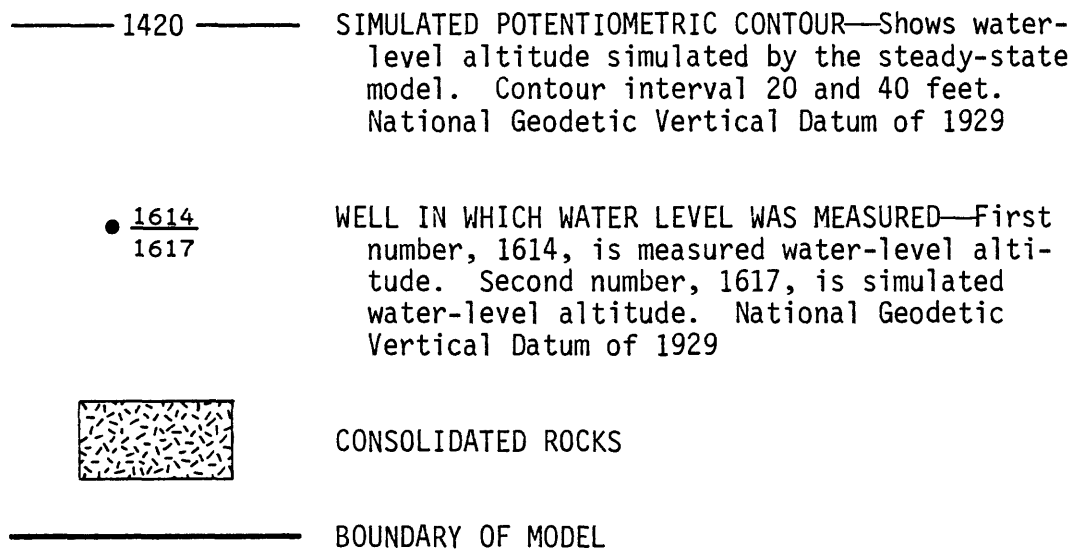 1420 SIMULATED POTENTIOMETRIC CONTOUR—Shows water-
level altitude simulated by the steady-state
model. Contour interval 20 and 40 feet.
National Geodetic Vertical Datum of 1929
1614 WELL IN WHICH WATER LEVEL WAS MEASURED—First
1617 number, 1614, is measured water-level alti-
tude. Second number, 1617, is simulated
water-level altitude. National Geodetic
Vertical Datum of 1929
CONSOLIDATED ROCKS
BOUNDARY OF MODEL